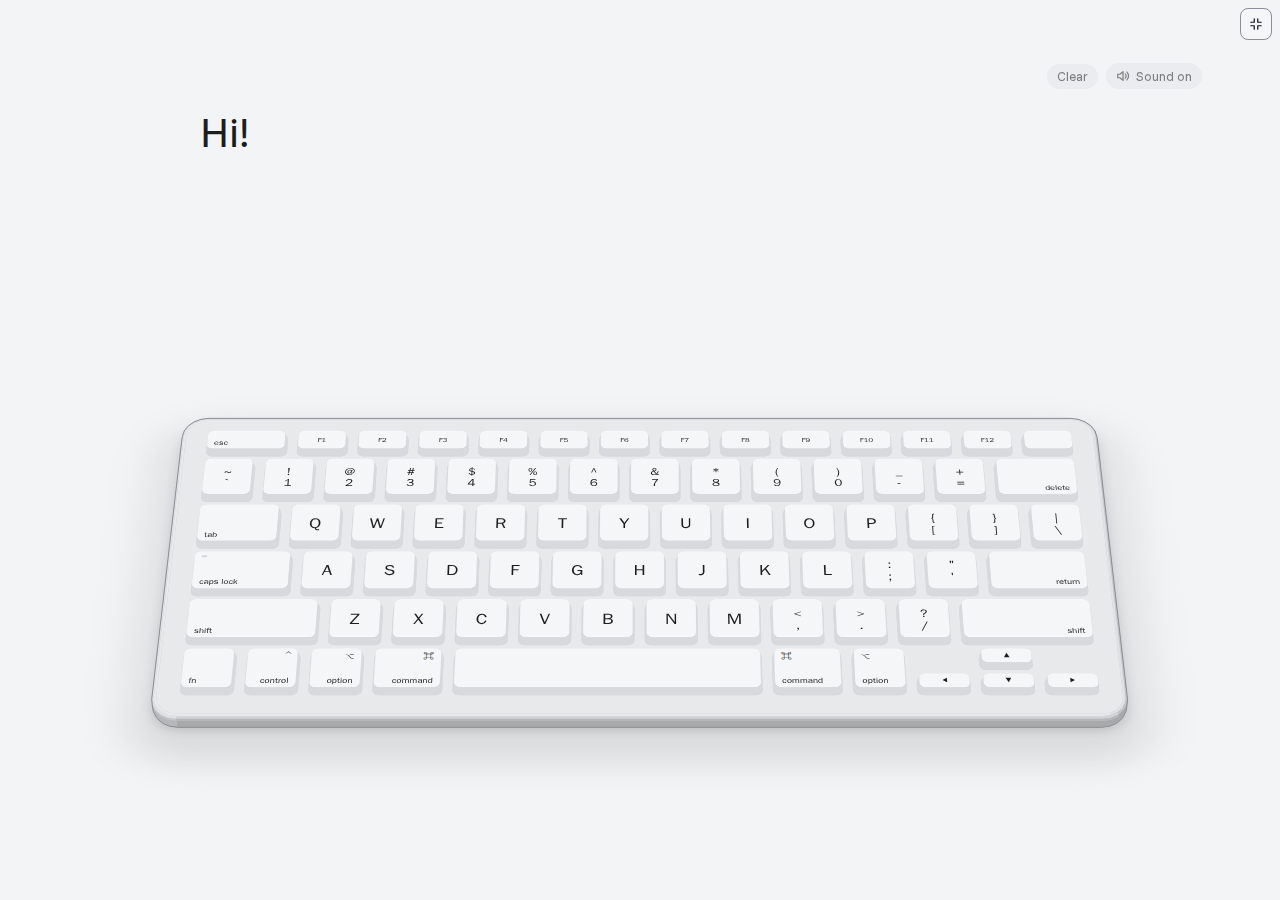 Clear Sound on
Hi!
esc F1 F2 F3 F4 F5 F6 F7 F8 F9 F10 F11 F12
~ ! @ # $ % ^ & * ( ) _ +
` 1 2 3 4 5 6 7 8 9 0 - = delete
tab Q W E R T Y U I O P { } |
[ ] \
caps lock A S D F G H J K L : "
; ' return
shift Z X C V B N M < > ?
, . / shift
^ ⌥ ⌘ ⌘ ⌥ ▲
fn control option command command option ◄ ▼ ►